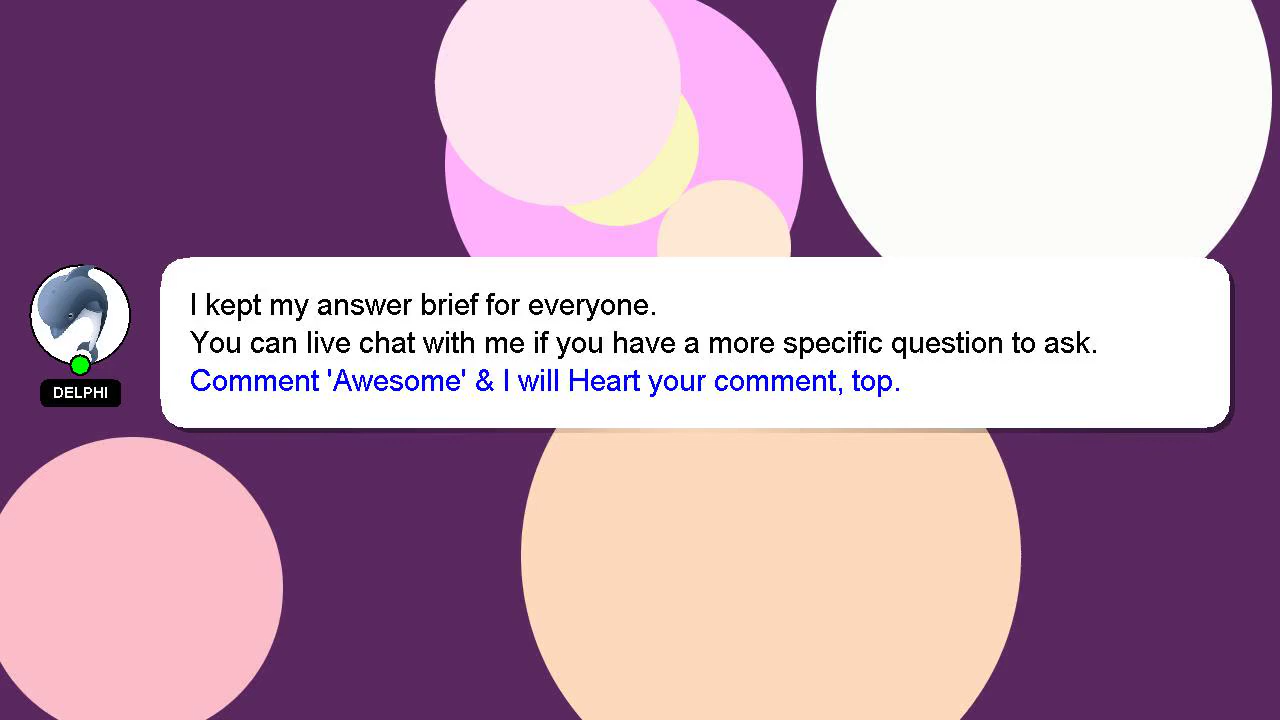 I kept my answer brief for everyone.
You can live chat with me if you have a more specific question to ask.
Comment 'Awesome' & I will Heart your comment, top.
DELPHI